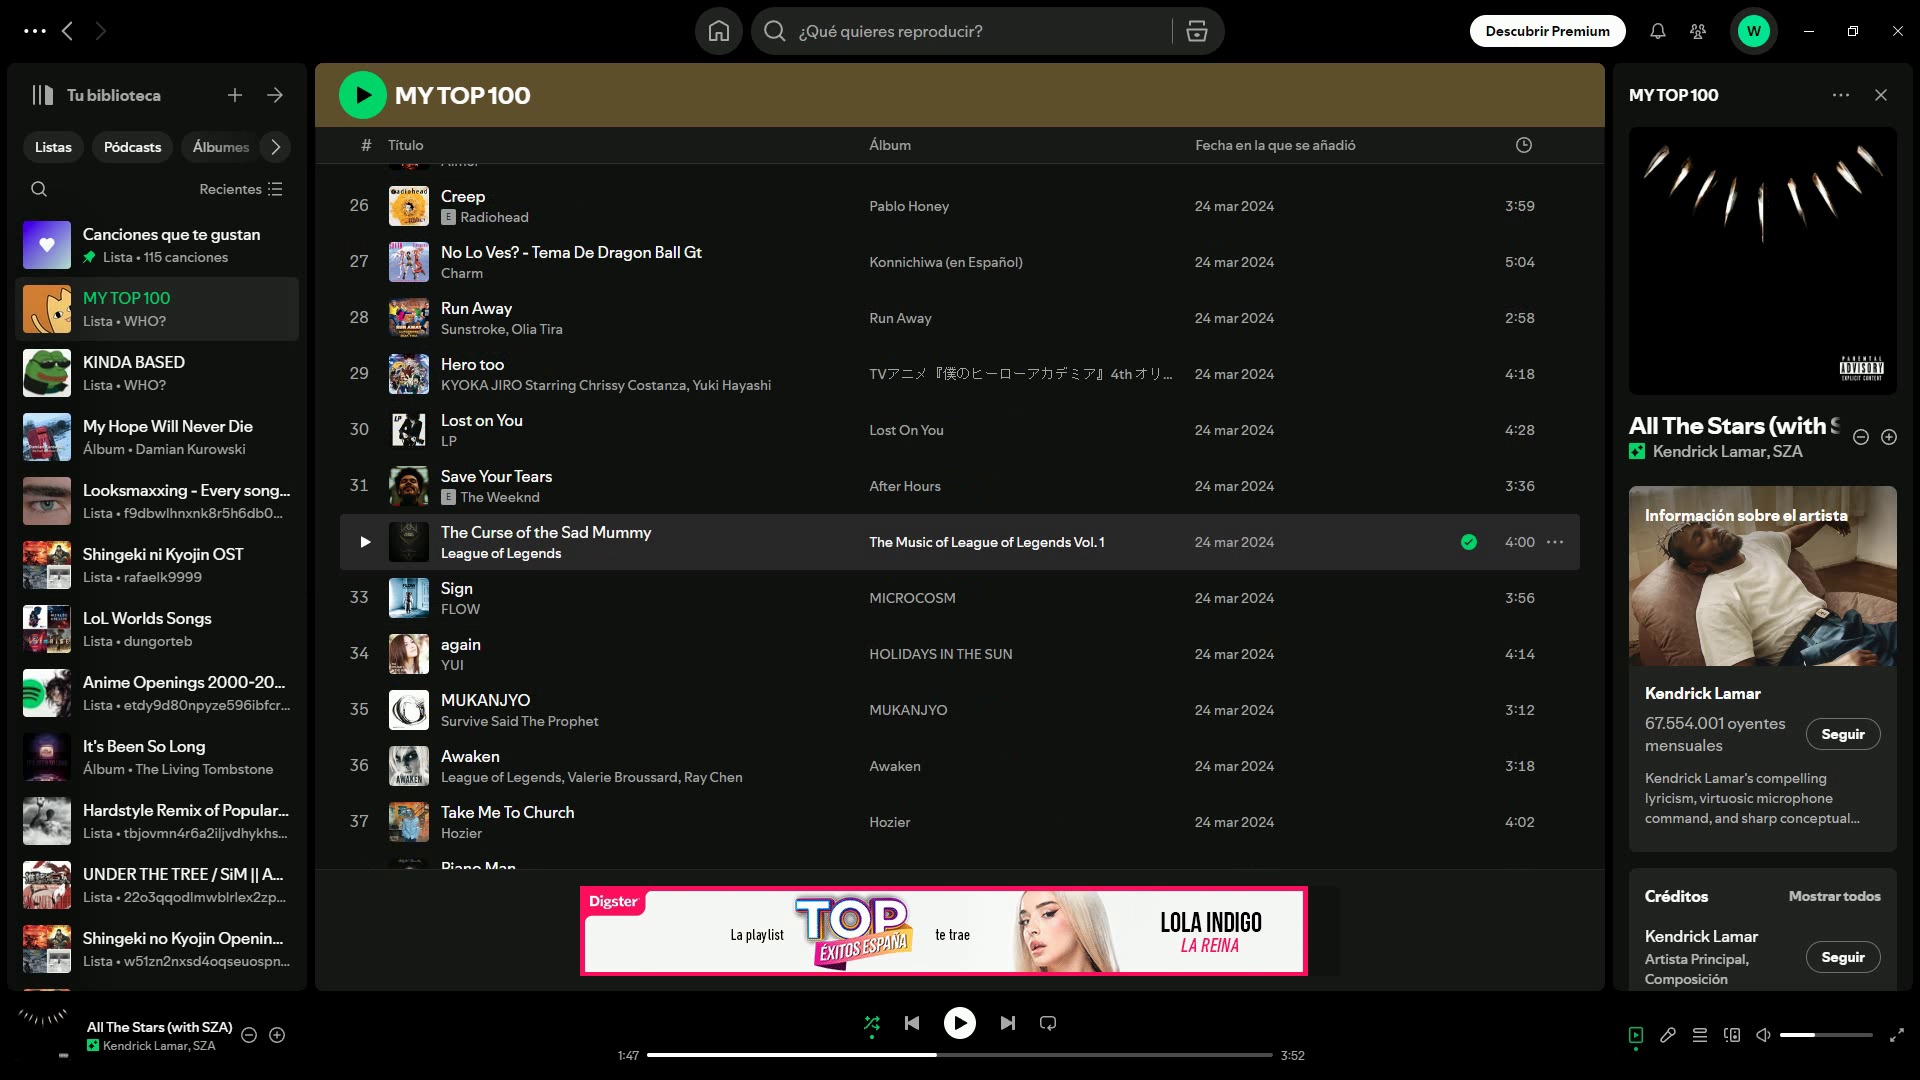 ¿Qué quieres reproducir?
Descubrir Premium
W
Tu biblioteca
Listas
Pódcasts
Álbumes
Recientes
Canciones que te gustan
Lista • 115 canciones
MY TOP 100
Lista • WHO?
KINDA BASED
Lista • WHO?
My Hope Will Never Die
Álbum • Damian Kurowski
Looksmaxxing - Every song...
Lista • f9dbwlhnxnk8r5h6db0...
Shingeki ni Kyojin OST
Lista • rafaelk9999
LoL Worlds Songs
Lista • dungorteb
Anime Openings 2000-20...
Lista • etdy9d80npyze596ibfcr...
It's Been So Long
Álbum • The Living Tombstone
Hardstyle Remix of Popular...
Lista • tbjovmn4r6a2iljvdhykhs...
UNDER THE TREE / SiM || A...
Lista • 22o3qqodlmwblrlex2zp...
Shingeki no Kyojin Openin...
Lista • w51zn2nxsd4oqseuospn...
MY TOP 100
# Título Álbum Fecha en la que se añadió
26 Creep Pablo Honey 24 mar 2024 3:59
E Radiohead
27 No Lo Ves? - Tema De Dragon Ball Gt Konnichiwa (en Español) 24 mar 2024 5:04
Charm
28 Run Away Run Away 24 mar 2024 2:58
Sunstroke, Olia Tira
29 Hero too TVアニメ『僕のヒーローアカデミア』4th オリ... 24 mar 2024 4:18
KYOKA JIRO Starring Chrissy Costanza, Yuki Hayashi
30 Lost on You Lost On You 24 mar 2024 4:28
LP
31 Save Your Tears After Hours 24 mar 2024 3:36
E The Weeknd
The Curse of the Sad Mummy The Music of League of Legends Vol. 1 24 mar 2024 4:00
League of Legends
33 Sign MICROCOSM 24 mar 2024 3:56
FLOW
34 again HOLIDAYS IN THE SUN 24 mar 2024 4:14
YUI
35 MUKANJYO MUKANJYO 24 mar 2024 3:12
Survive Said The Prophet
36 Awaken Awaken 24 mar 2024 3:18
League of Legends, Valerie Broussard, Ray Chen
37 Take Me To Church Hozier 24 mar 2024 4:02
Hozier
Piano Man
Digster
La playlist TOP ÉXITOS ESPAÑA te trae
LOLA INDIGO
LA REINA
MY TOP 100
PARENTAL
ADVISORY
EXPLICIT CONTENT
All The Stars (with S
Kendrick Lamar, SZA
Información sobre el artista
Kendrick Lamar
67.554.001 oyentes
mensuales
Seguir
Kendrick Lamar's compelling
lyricism, virtuosic microphone
command, and sharp conceptual...
Créditos
Mostrar todos
Kendrick Lamar
Artista Principal,
Composición
Seguir
All The Stars (with SZA)
Kendrick Lamar, SZA
1:47
3:52